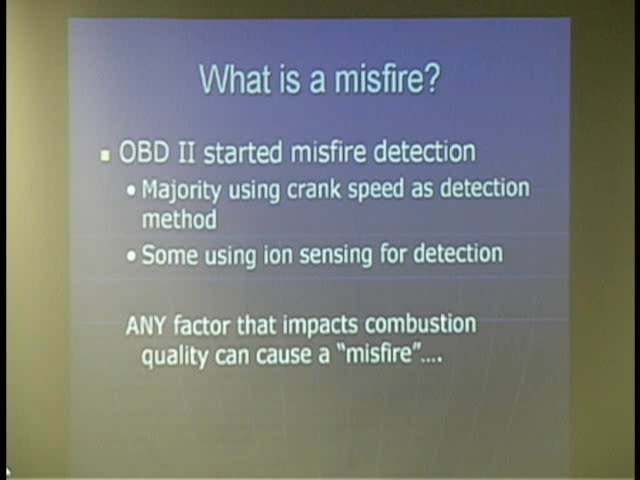 What is a misfire?
OBD II started misfire detection
• Majority using crank speed as detection
method
• Some using ion sensing for detection
ANY factor that impacts combustion
quality can cause a “misfire”....